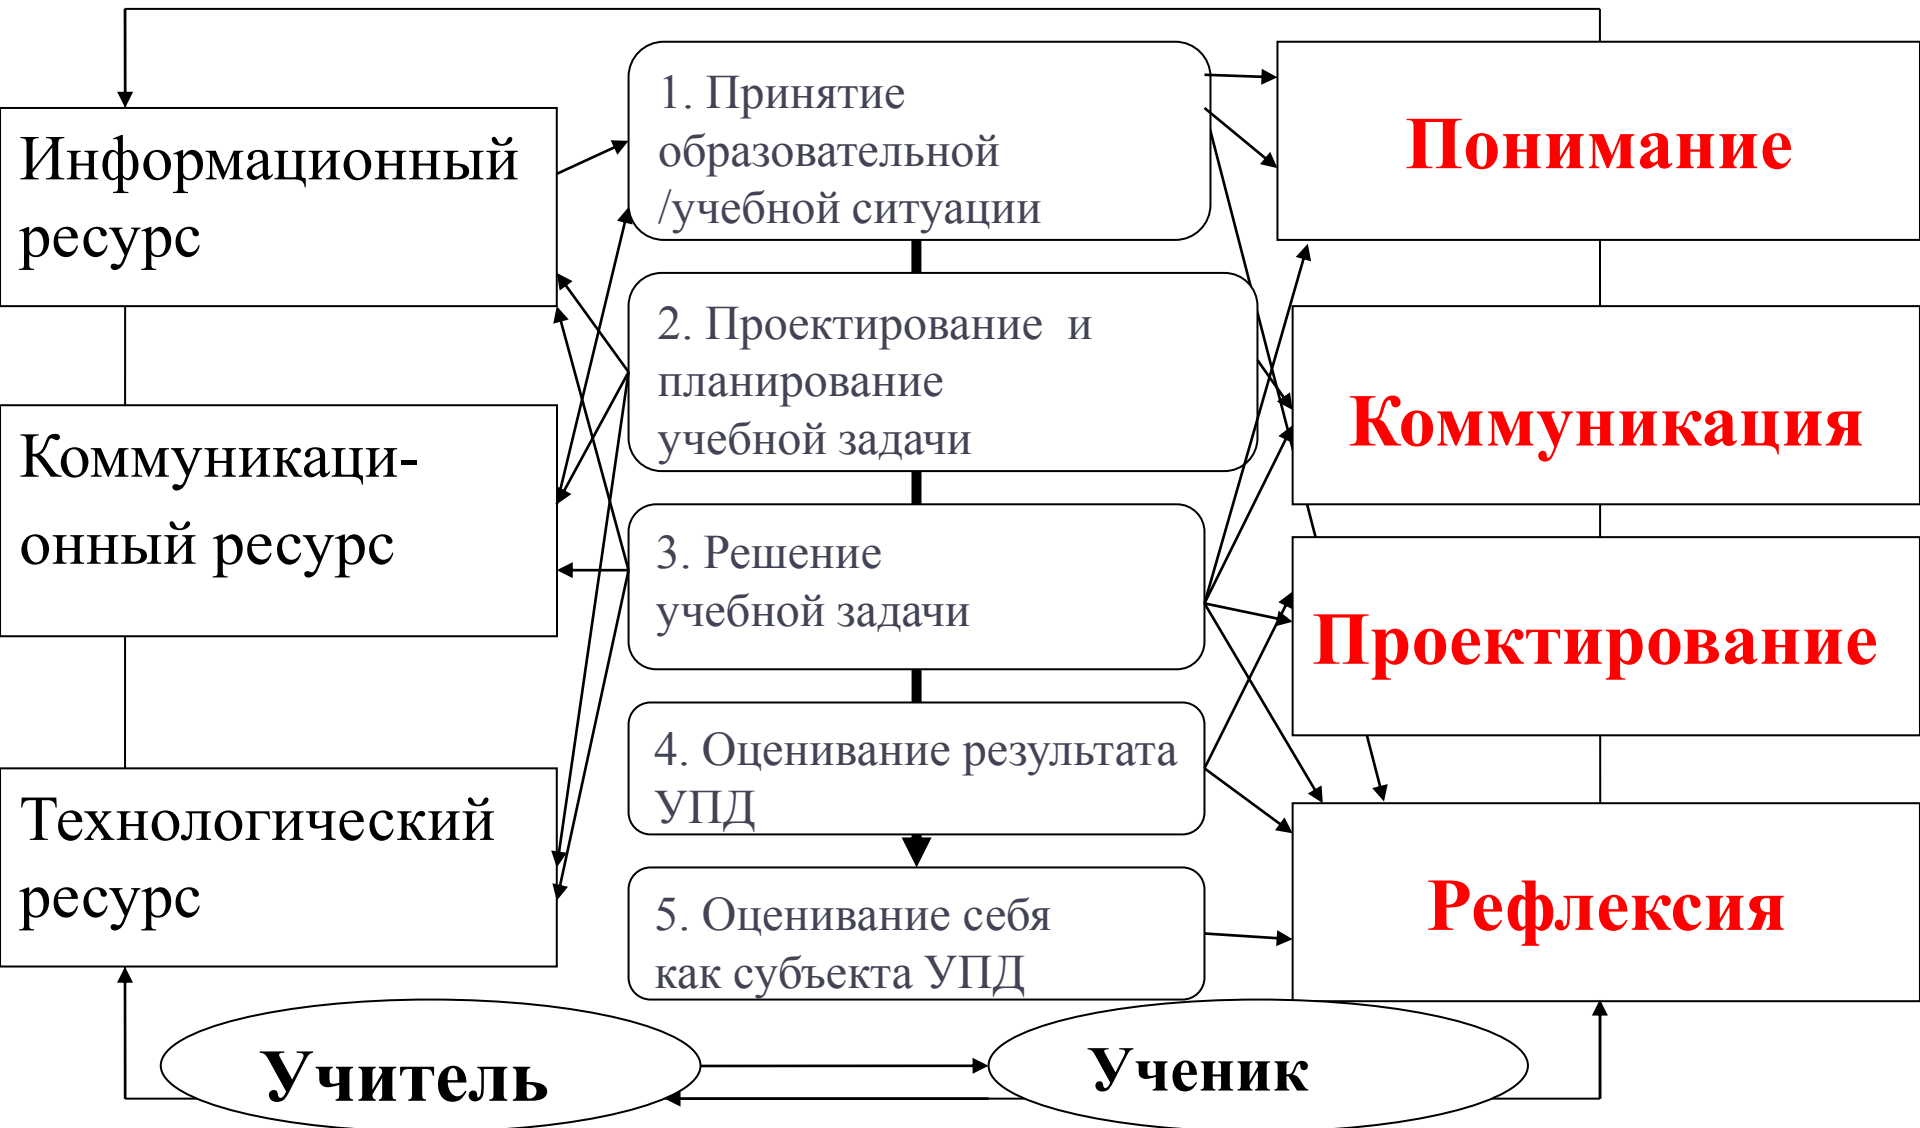 Информационный
ресурс
Коммуникаци-
онный ресурс
Технологический
ресурс
1. Принятие
образовательной
/учебной ситуации
2. Проектирование и
планирование
учебной задачи
3. Решение
учебной задачи
4. Оценивание результата
УПД
5. Оценивание себя
как субъекта УПД
Понимание
Коммуникация
Проектирование
Рефлексия
Учитель
Ученик